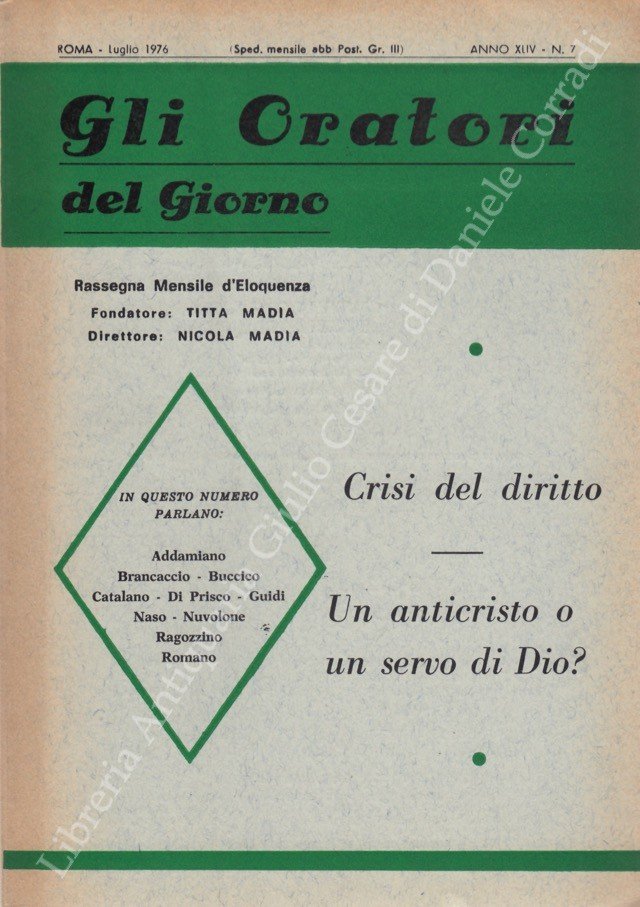 ROMA - Luglio 1976 (Sped. mensile abb Post. Gr. III) ANNO XLIV - N. 7
Gli Oratori
del Giorno
Rassegna Mensile d'Eloquenza
Fondatore: TITTA MADIA
Direttore: NICOLA MADIA
IN QUESTO NUMERO
PARLANO:
Addamiano
Brancaccio - Buccico
Catalano - Di Prisco - Guidi
Naso - Nuvolone
Ragozzino
Romano
Crisi del diritto
Un anticristo o
un servo di Dio?
Libreria Antiquaria Giulio Cesare di Daniele Corradi